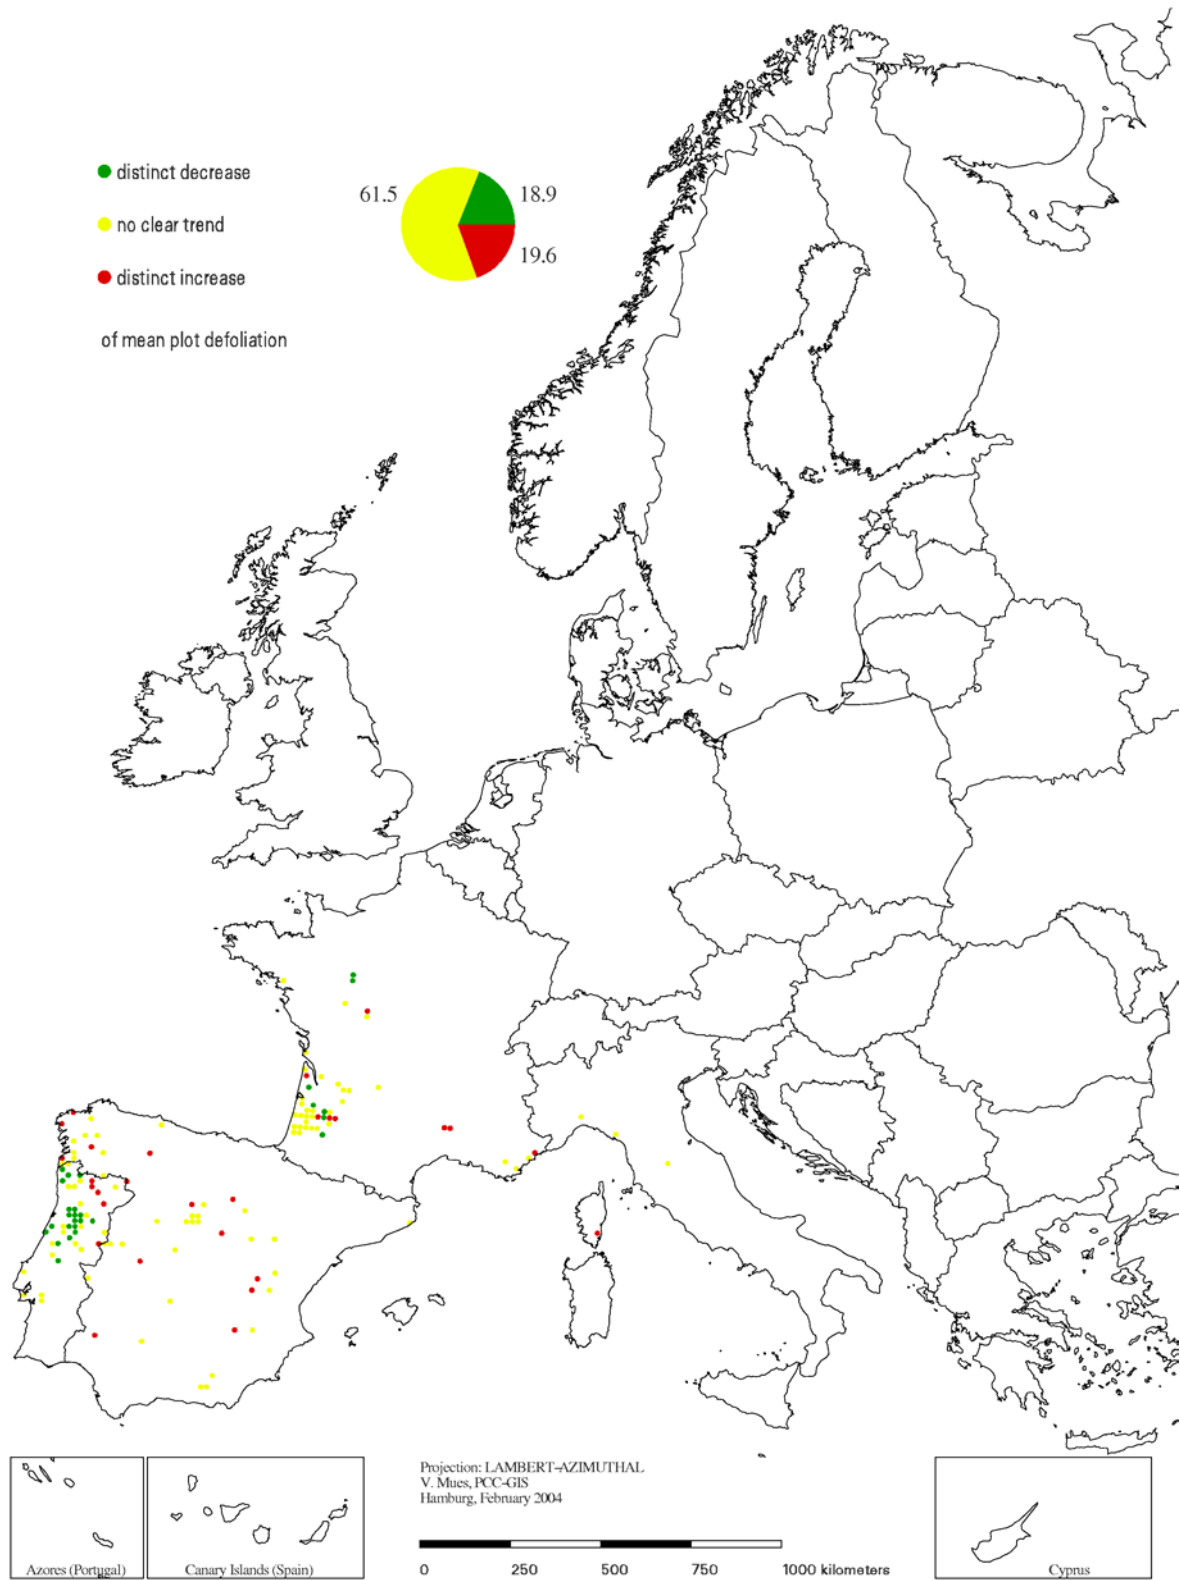 distinct decrease
no clear trend
distinct increase
of mean plot defoliation
61.5
18.9
19.6
Projection: LAMBERT-AZIMUTHAL
V. Mues, PCC-GIS
Hamburg, February 2004
0 250 500 750 1000 kilometers
Azores (Portugal)
Canary Islands (Spain)
Cyprus